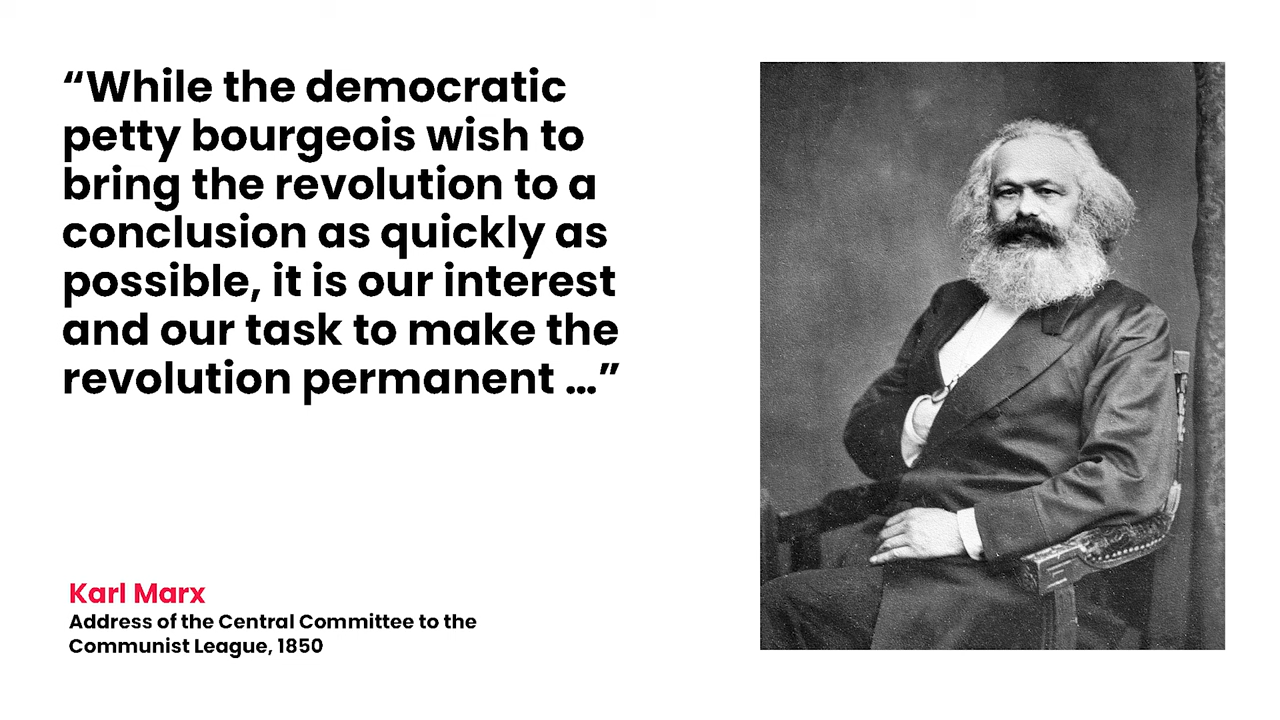 “While the democratic
petty bourgeois wish to
bring the revolution to a
conclusion as quickly as
possible, it is our interest
and our task to make the
revolution permanent ...”
Karl Marx
Address of the Central Committee to the
Communist League, 1850